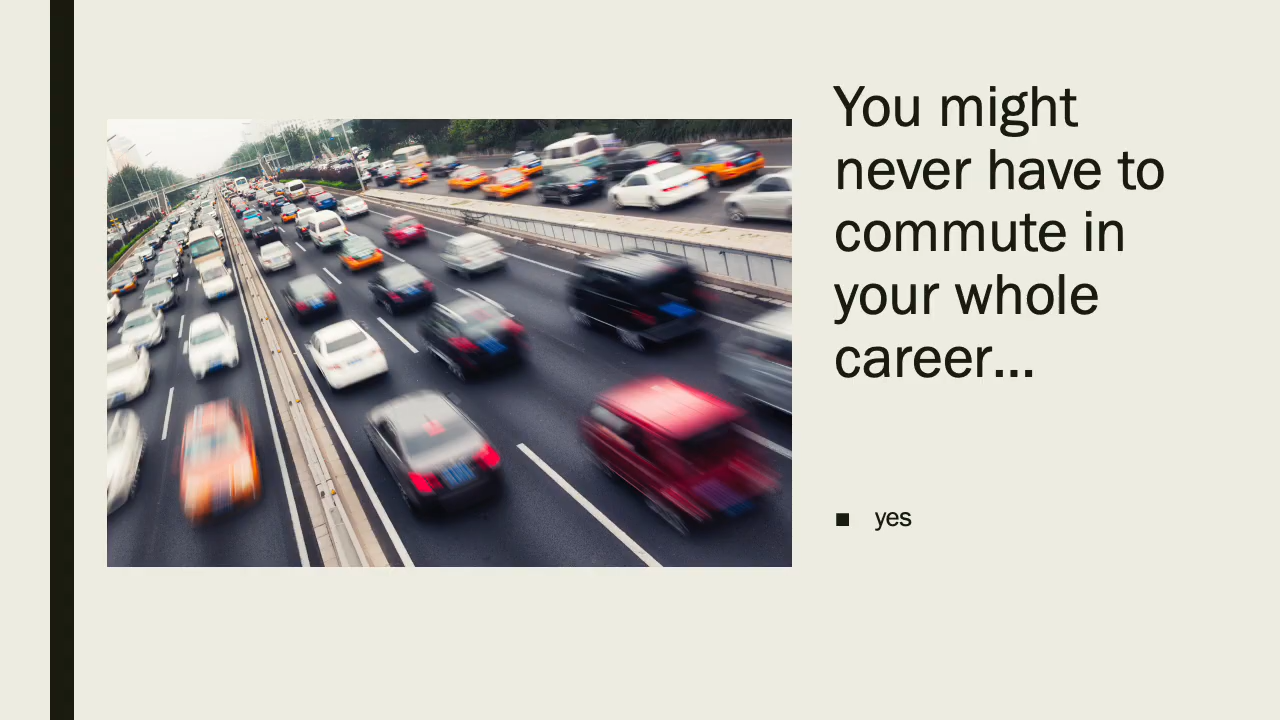 You might
never have to
commute in
your whole
career…
■ yes